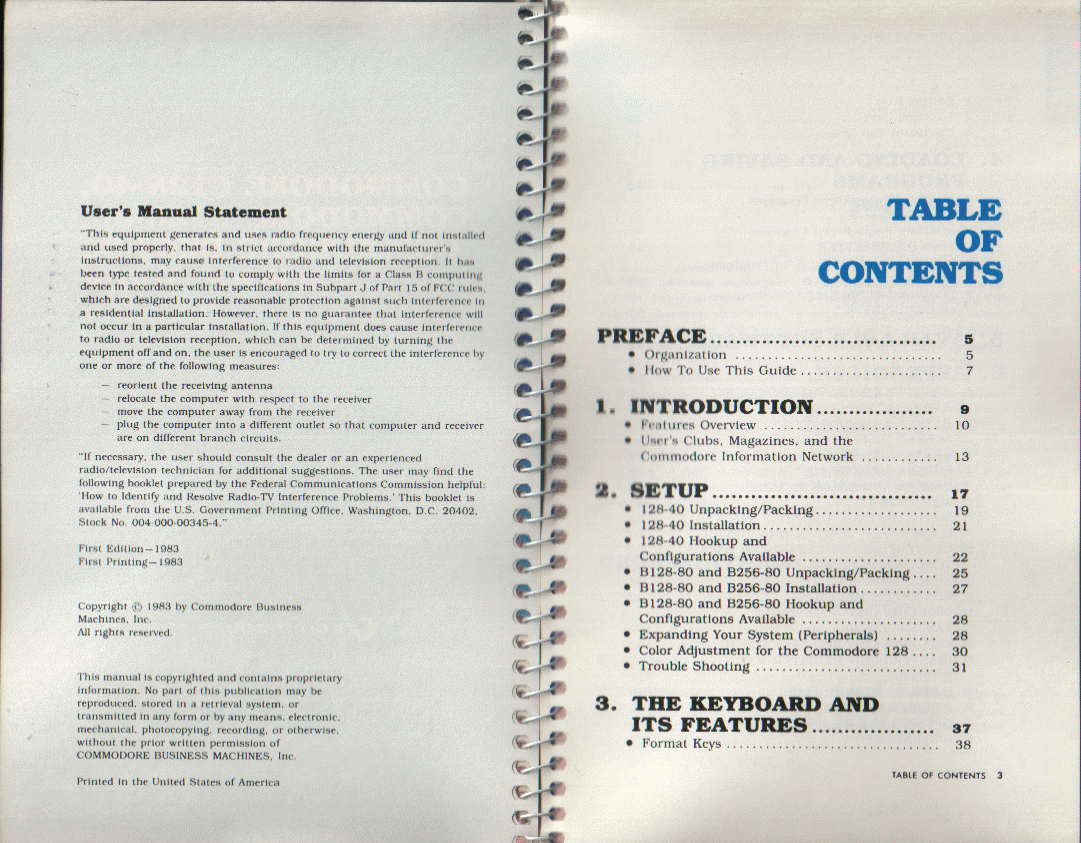 User's Manual Statement
"This equipment generates and uses radio frequency energy and if not installed
and used properly, that is, in strict accordance with the manufacturer's
instructions, may cause interference to radio and television reception. It has
been type tested and found to comply with the limits for a Class B computing
device in accordance with the specifications in Subpart J of Part 15 of FCC rules,
which are designed to provide reasonable protection against such interference in
a residential installation. However, there is no guarantee that interference will
not occur in a particular installation. If this equipment does cause interference
to radio or television reception, which can be determined by turning the
equipment off and on, the user is encouraged to try to correct the interference by
one or more of the following measures:
— reorient the receiving antenna
— relocate the computer with respect to the receiver
— move the computer away from the receiver
— plug the computer into a different outlet so that computer and receiver
are on different branch circuits.
"If necessary, the user should consult the dealer or an experienced
radio/television technician for additional suggestions. The user may find the
following booklet prepared by the Federal Communications Commission helpful:
'How to Identify and Resolve Radio-TV Interference Problems.' This booklet is
available from the U.S. Government Printing Office, Washington, D.C. 20402,
Stock No. 004-000-00345-4."
First Edition—1983
First Printing—1983
Copyright © 1983 by Commodore Business
Machines, Inc.
All rights reserved.
This manual is copyrighted and contains proprietary
information. No part of this publication may be
reproduced, stored in a retrieval system, or
transmitted in any form or by any means, electronic,
mechanical, photocopying, recording, or otherwise,
without the prior written permission of
COMMODORE BUSINESS MACHINES, Inc.
Printed in the United States of America
TABLE
OF
CONTENTS
PREFACE .................................. 5
• Organization ................................ 5
• How To Use This Guide ...................... 7
1. INTRODUCTION ................. 9
• Features Overview ........................... 10
• User's Clubs, Magazines, and the
Commodore Information Network ............ 13
2. SETUP ................................. 17
• 128-40 Unpacking/Packing ................... 19
• 128-40 Installation ........................... 21
• 128-40 Hookup and
Configurations Available ..................... 22
• B128-80 and B256-80 Unpacking/Packing .... 25
• B128-80 and B256-80 Installation ............ 27
• B128-80 and B256-80 Hookup and
Configurations Available ..................... 28
• Expanding Your System (Peripherals) ........ 28
• Color Adjustment for the Commodore 128 .... 30
• Trouble Shooting ............................ 31
3. THE KEYBOARD AND
ITS FEATURES .................. 37
• Format Keys ................................. 38
TABLE OF CONTENTS 3